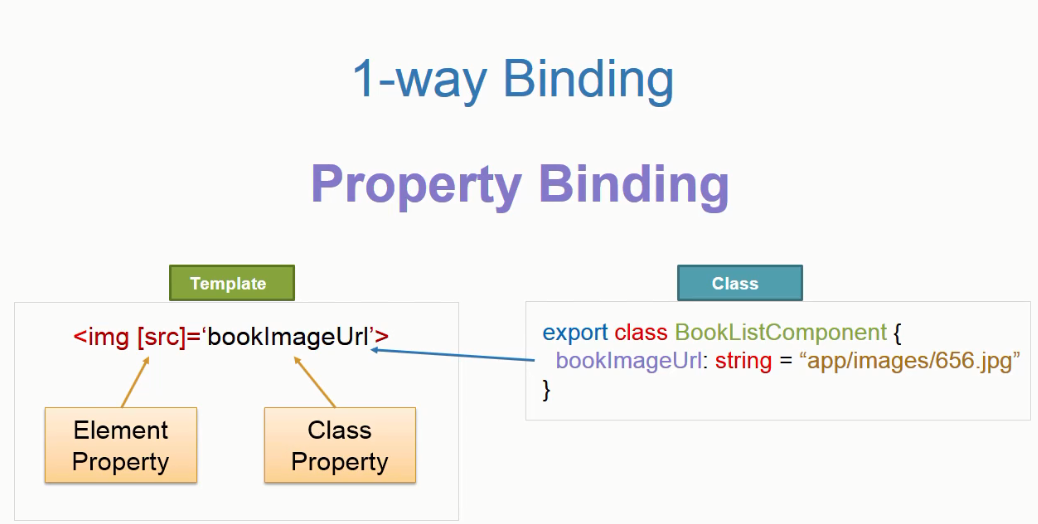 1-way Binding
Property Binding
Template
<img [src]=‘bookImageUrl’>
Element
Property
Class
Property
Class
export class BookListComponent {
bookImageUrl: string = “app/images/656.jpg”
}